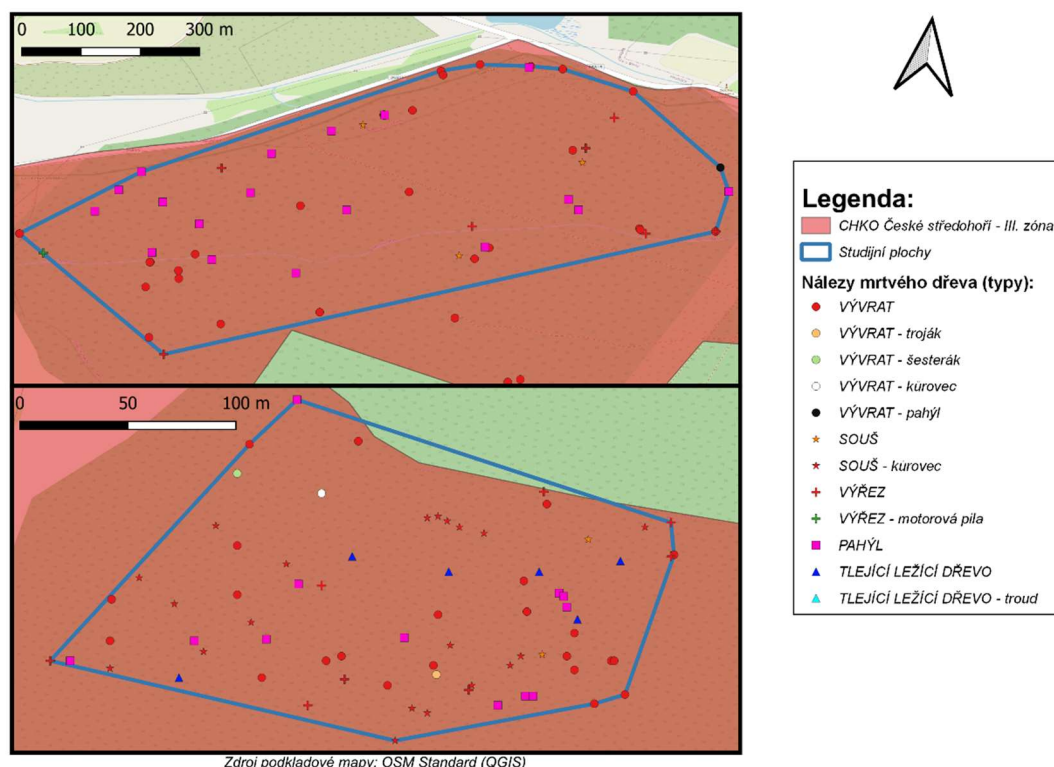 0 100 200 300 m
0 50 100 m
Zdroj podkladové mapy: OSM Standard (QGIS)
Legenda:
CHKO České středohoří - III. zóna
Studijní plochy
Nálezy mrtvého dřeva (typy):
VÝVRAT
VÝVRAT - troják
VÝVRAT - šesterák
VÝVRAT - kůrovec
VÝVRAT - pahýl
SOUŠ
SOUŠ - kůrovec
VÝŘEZ
VÝŘEZ - motorová pila
PAHÝL
TLEJÍCÍ LEŽÍCÍ DŘEVO
TLEJÍCÍ LEŽÍCÍ DŘEVO - troud